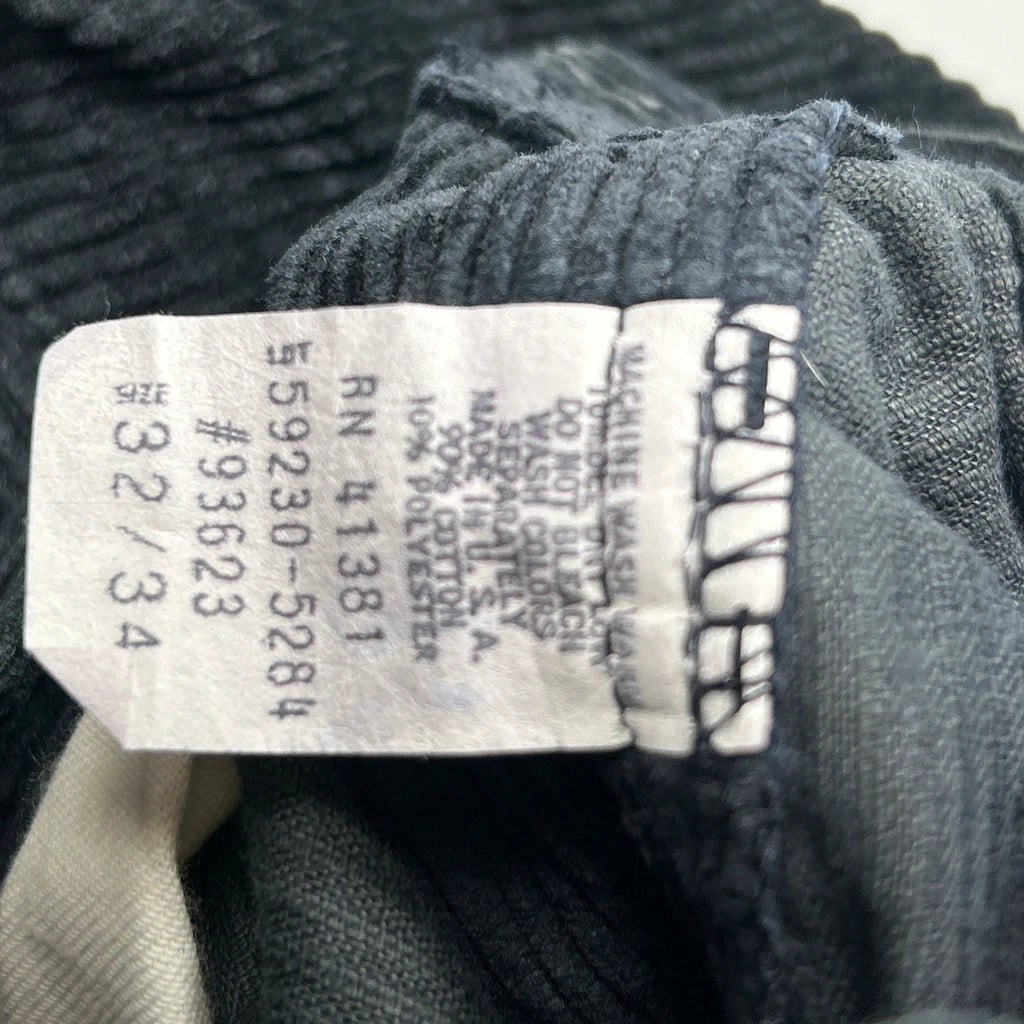 MACHINE WASH WARM
TUMBLE DRY LOW
DO NOT BLEACH
WASH COLORS
SEPARATELY
MADE IN U.S.A.
90% COTTON
10% POLYESTER
RN 41381
59230-5284
#93623
32/34